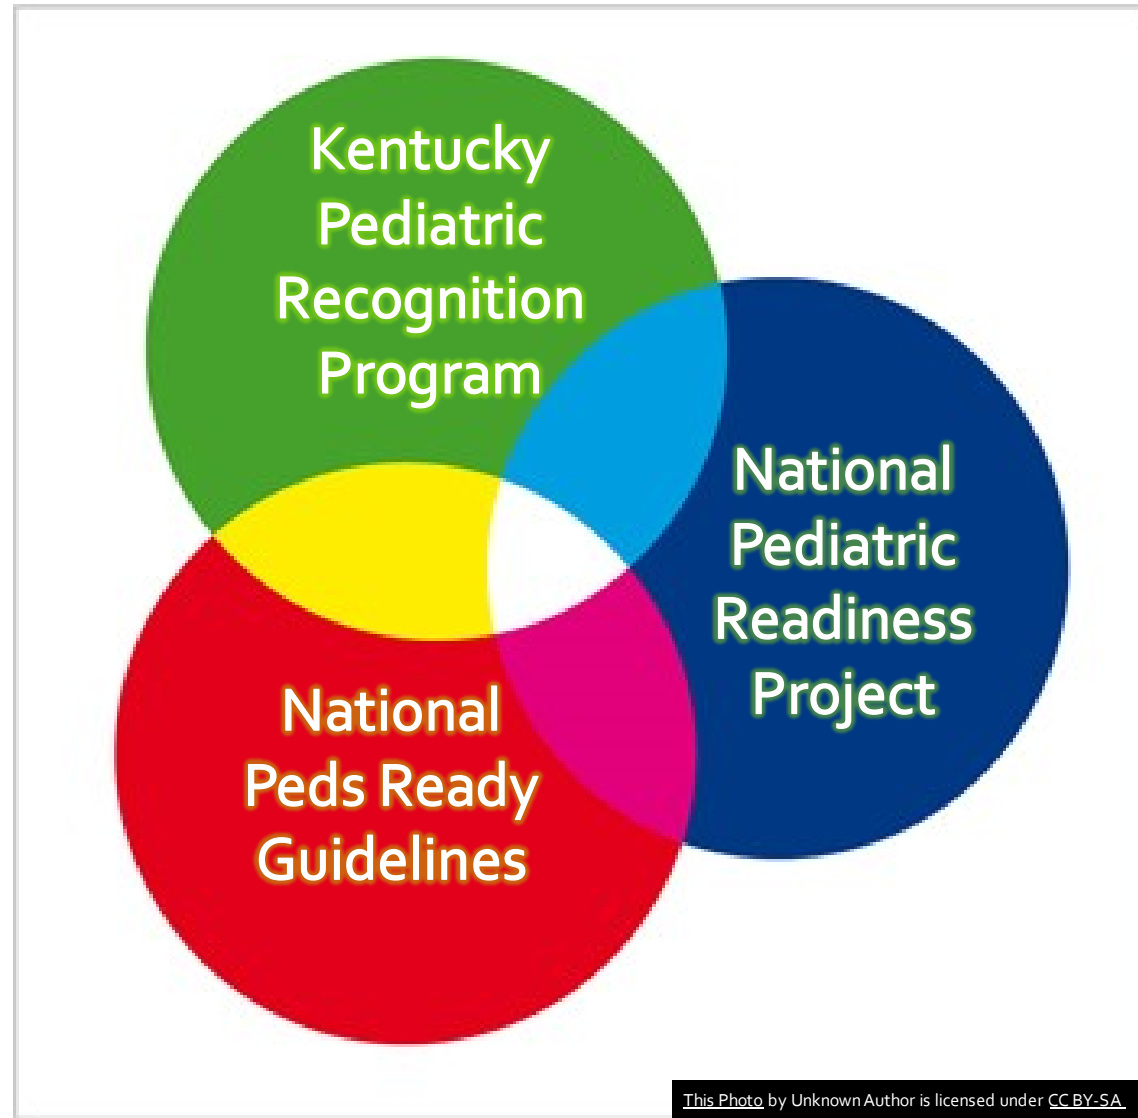 Kentucky
Pediatric
Recognition
Program
National
Pediatric
Readiness
Project
National
Peds Ready
Guidelines
This Photo by Unknown Author is licensed under CC BY-SA